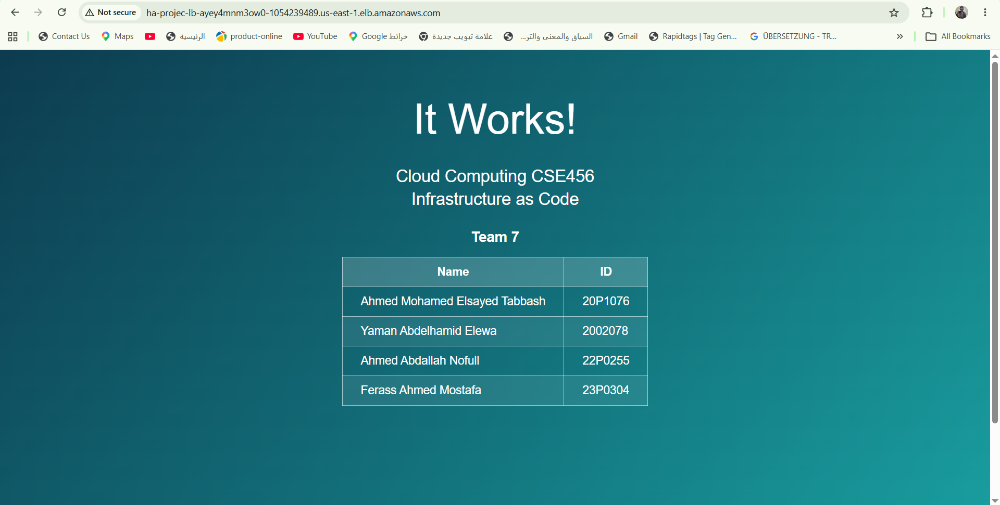 Not secure ha-projec-lb-ayey4mnm3ow0-1054239489.us-east-1.elb.amazonaws.com
Contact Us Maps الرئيسية product-online YouTube خرائط Google علامة تبويب جديدة السياق والمعنى والتر... Gmail Rapidtags | Tag Gen... ÜBERSETZUNG - TR... » All Bookmarks
It Works!
Cloud Computing CSE456
Infrastructure as Code
Team 7
Name ID
Ahmed Mohamed Elsayed Tabbash 20P1076
Yaman Abdelhamid Elewa 2002078
Ahmed Abdallah Nofull 22P0255
Ferass Ahmed Mostafa 23P0304